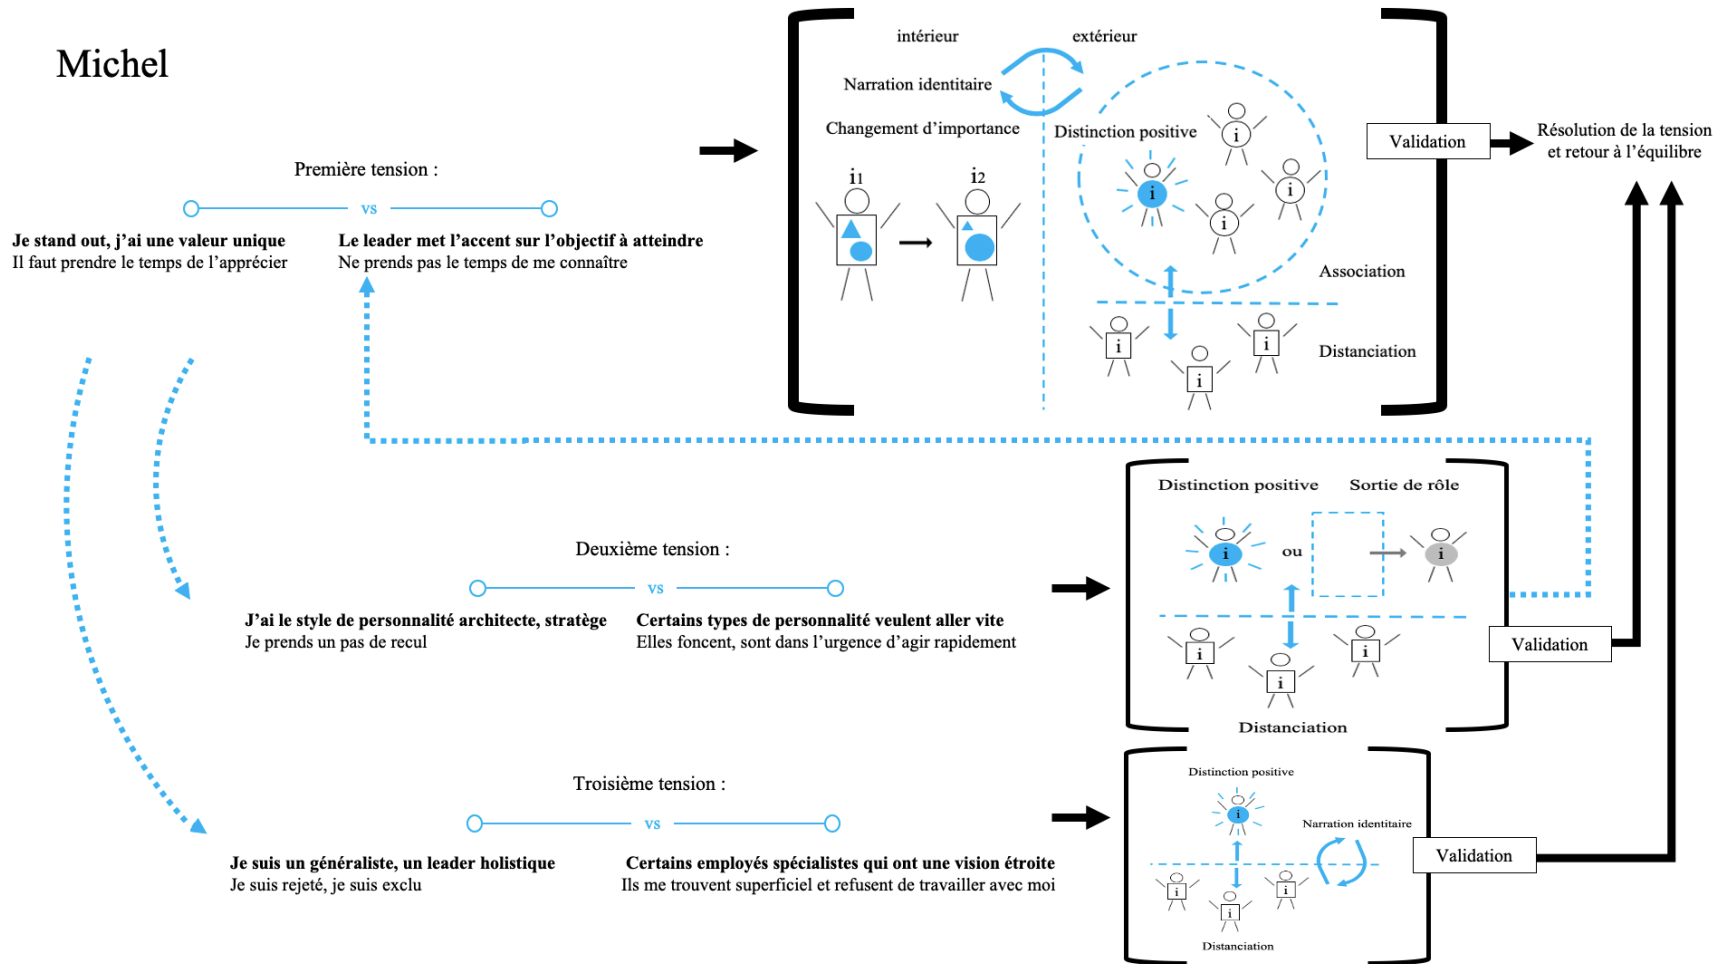 Michel
intérieur
extérieur
Narration identitaire
Changement d’importance
Distinction positive
i
i1
i2
i
i
i
i
Association
i
i
i
Distanciation
Validation
Résolution de la tension
et retour à l’équilibre
Première tension :
vs
Je stand out, j’ai une valeur unique
Il faut prendre le temps de l’apprécier
Le leader met l’accent sur l’objectif à atteindre
Ne prends pas le temps de me connaître
Deuxième tension :
vs
J’ai le style de personnalité architecte, stratège
Je prends un pas de recul
Certains types de personnalité veulent aller vite
Elles foncent, sont dans l’urgence d’agir rapidement
Distinction positive
Sortie de rôle
i
ou
i
i
i
i
Distanciation
Validation
Troisième tension :
vs
Je suis un généraliste, un leader holistique
Je suis rejeté, je suis exclu
Certains employés spécialistes qui ont une vision étroite
Ils me trouvent superficiel et refusent de travailler avec moi
Distinction positive
i
Narration identitaire
i
i
i
Distanciation
Validation